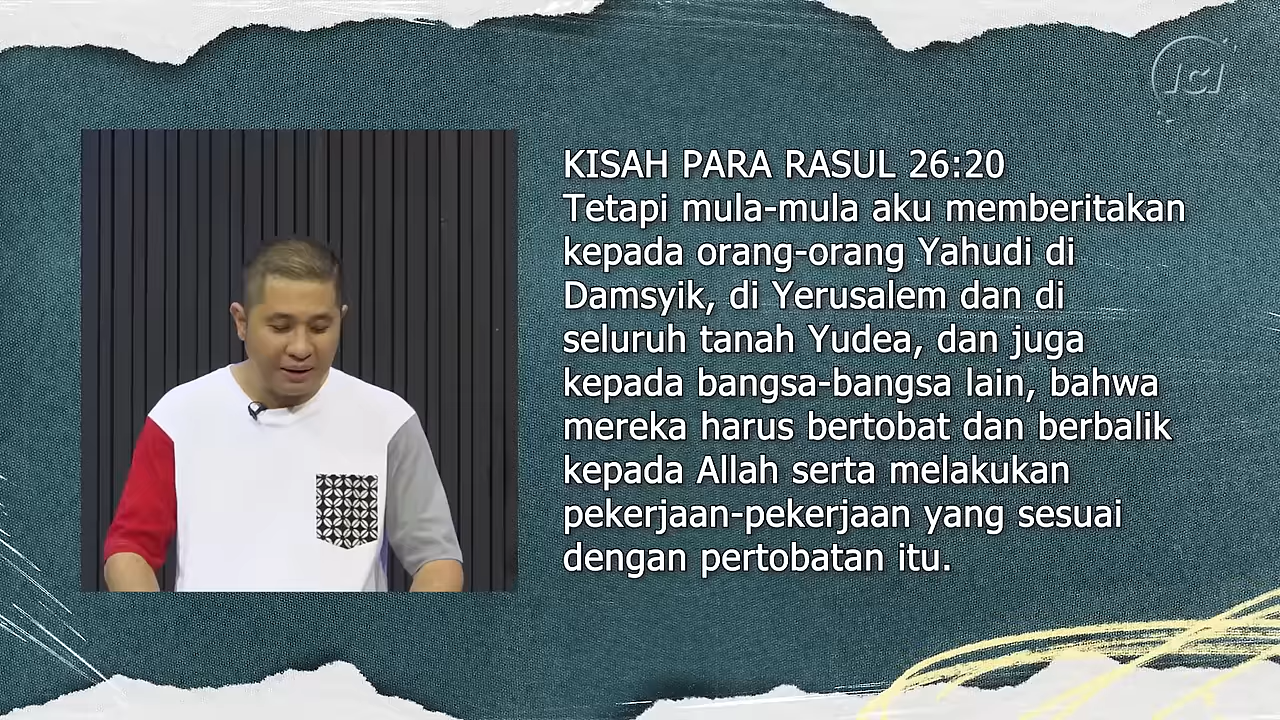 ici
KISAH PARA RASUL 26:20
Tetapi mula-mula aku memberitakan
kepada orang-orang Yahudi di
Damsyik, di Yerusalem dan di
seluruh tanah Yudea, dan juga
kepada bangsa-bangsa lain, bahwa
mereka harus bertobat dan berbalik
kepada Allah serta melakukan
pekerjaan-pekerjaan yang sesuai
dengan pertobatan itu.